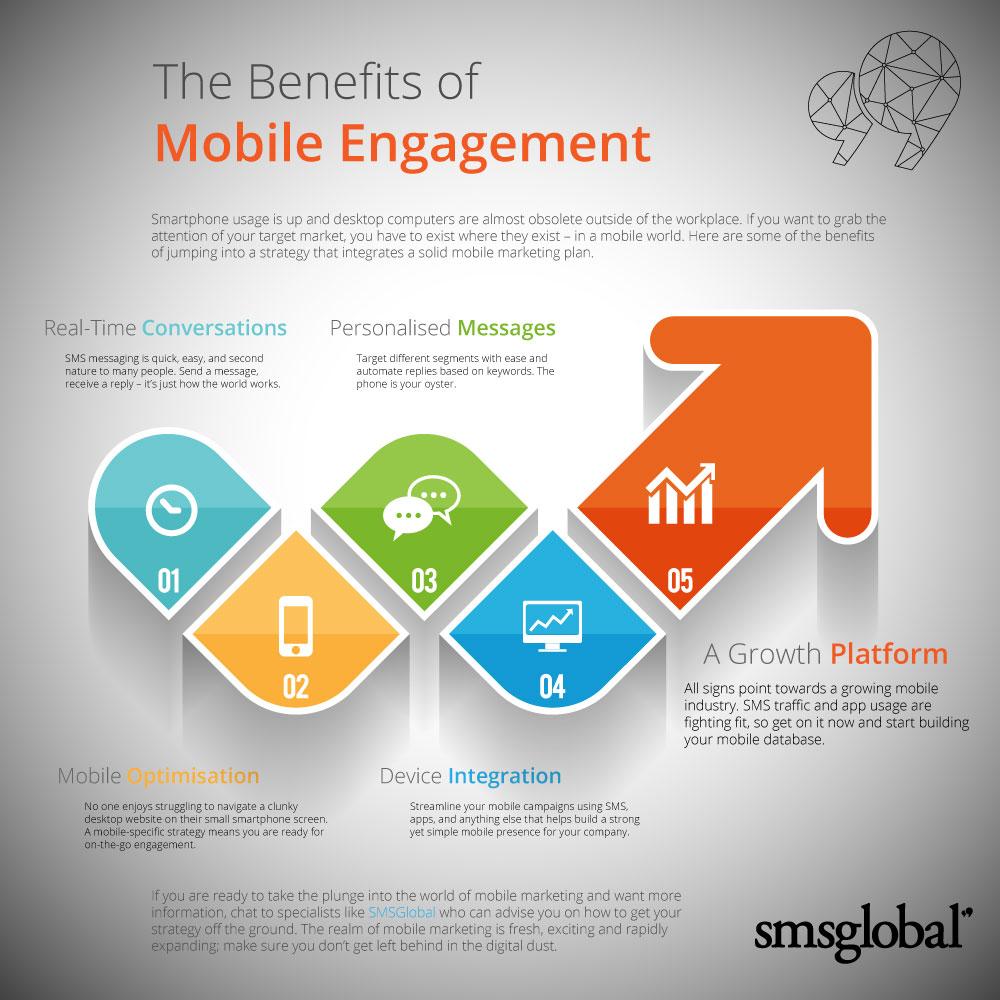 The Benefits of
Mobile Engagement
Smartphone usage is up and desktop computers are almost obsolete outside of the workplace. If you want to grab the
attention of your target market, you have to exist where they exist – in a mobile world. Here are some of the benefits
of jumping into a strategy that integrates a solid mobile marketing plan.
Real-Time Conversations
SMS messaging is quick, easy, and second
nature to many people. Send a message,
receive a reply – it's just how the world works.
Personalised Messages
Target different segments with ease and
automate replies based on keywords. The
phone is your oyster.
01
02
03
04
05
A Growth Platform
All signs point towards a growing mobile
industry. SMS traffic and app usage are
fighting fit, so get on it now and start building
your mobile database.
Mobile Optimisation
No one enjoys struggling to navigate a clunky
desktop website on their small smartphone screen.
A mobile-specific strategy means you are ready for
on-the-go engagement.
Device Integration
Streamline your mobile campaigns using SMS,
apps, and anything else that helps build a strong
yet simple mobile presence for your company.
If you are ready to take the plunge into the world of mobile marketing and want more
information, chat to specialists like SMSGlobal who can advise you on how to get your
strategy off the ground. The realm of mobile marketing is fresh, exciting and rapidly
expanding; make sure you don't get left behind in the digital dust.
smsglobal